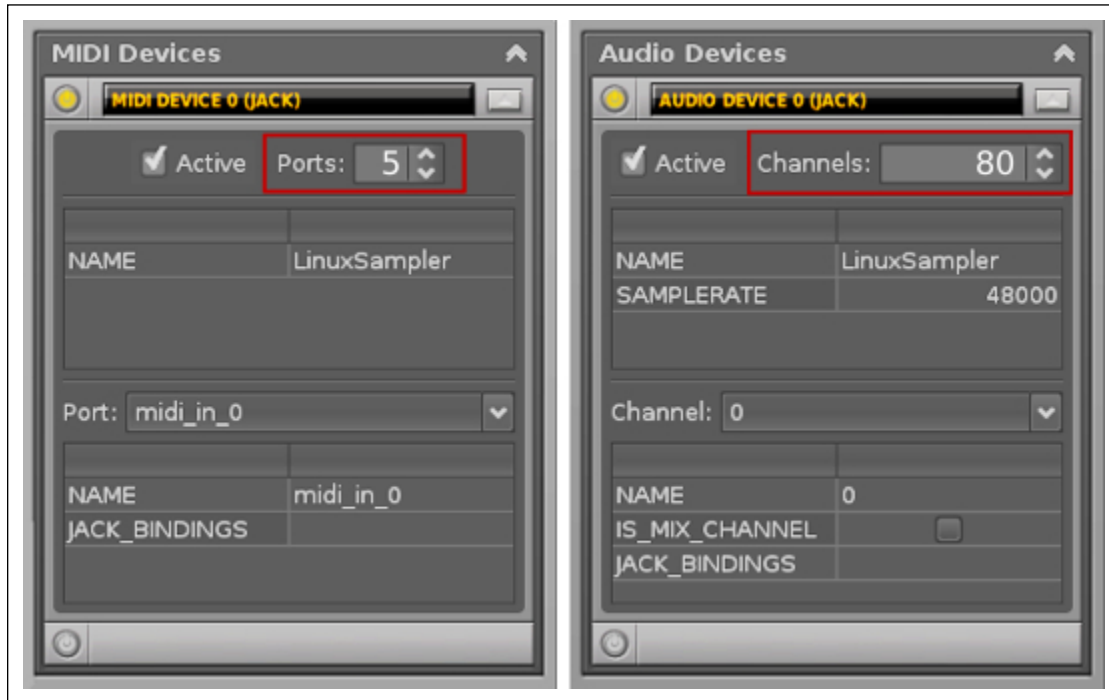 MIDI Devices
MIDI DEVICE 0 (JACK)
Active Ports: 5
NAME LinuxSampler
Port: midi_in_0
NAME midi_in_0
JACK_BINDINGS
Audio Devices
AUDIO DEVICE 0 (JACK)
Active Channels: 80
NAME LinuxSampler
SAMPLERATE 48000
Channel: 0
NAME 0
IS_MIX_CHANNEL
JACK_BINDINGS